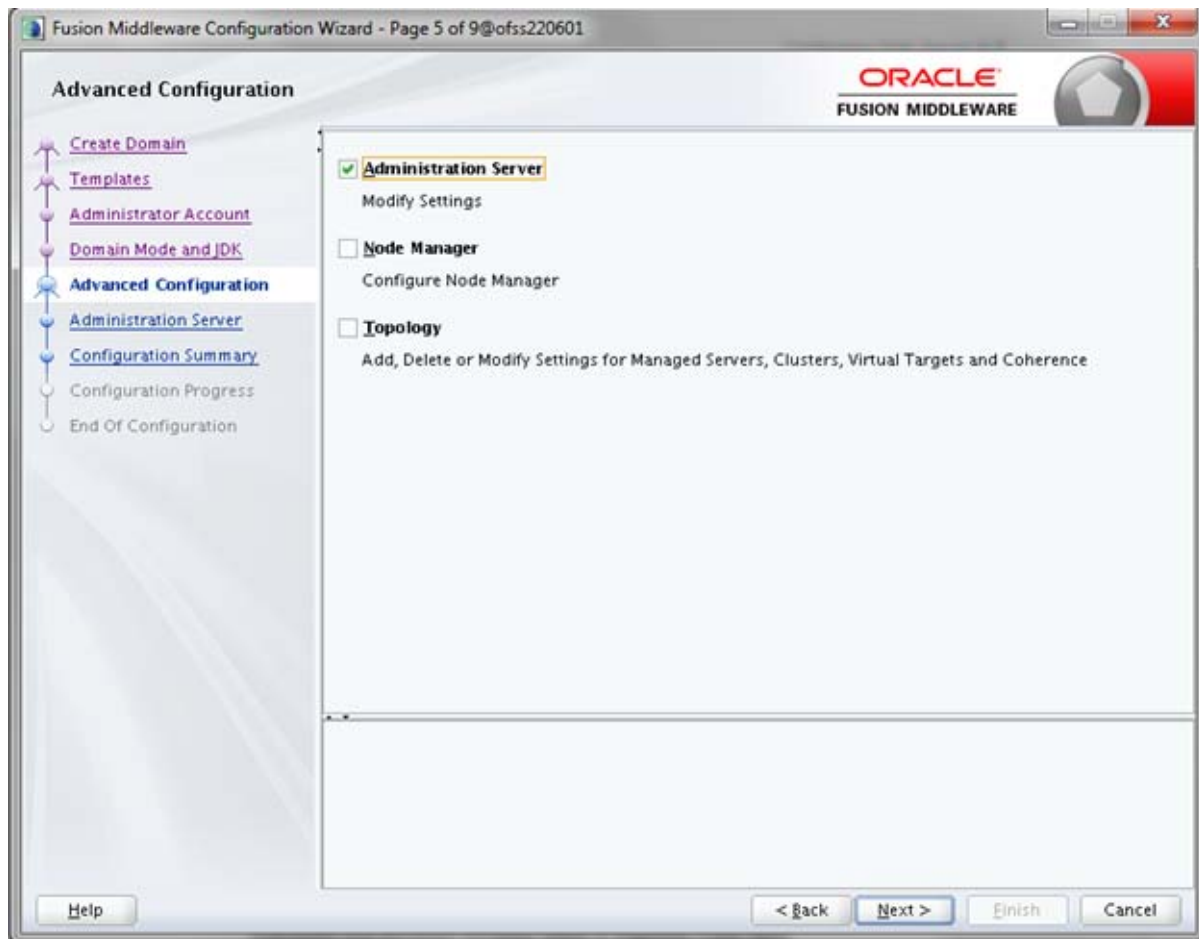 Fusion Middleware Configuration Wizard - Page 5 of 9@ofss220601
Advanced Configuration
ORACLE
FUSION MIDDLEWARE
Create Domain
Templates
Administrator Account
Domain Mode and JDK
Advanced Configuration
Administration Server
Configuration Summary
Configuration Progress
End Of Configuration
Administration Server
Modify Settings
Node Manager
Configure Node Manager
Topology
Add, Delete or Modify Settings for Managed Servers, Clusters, Virtual Targets and Coherence
Help
< Back
Next >
Finish
Cancel